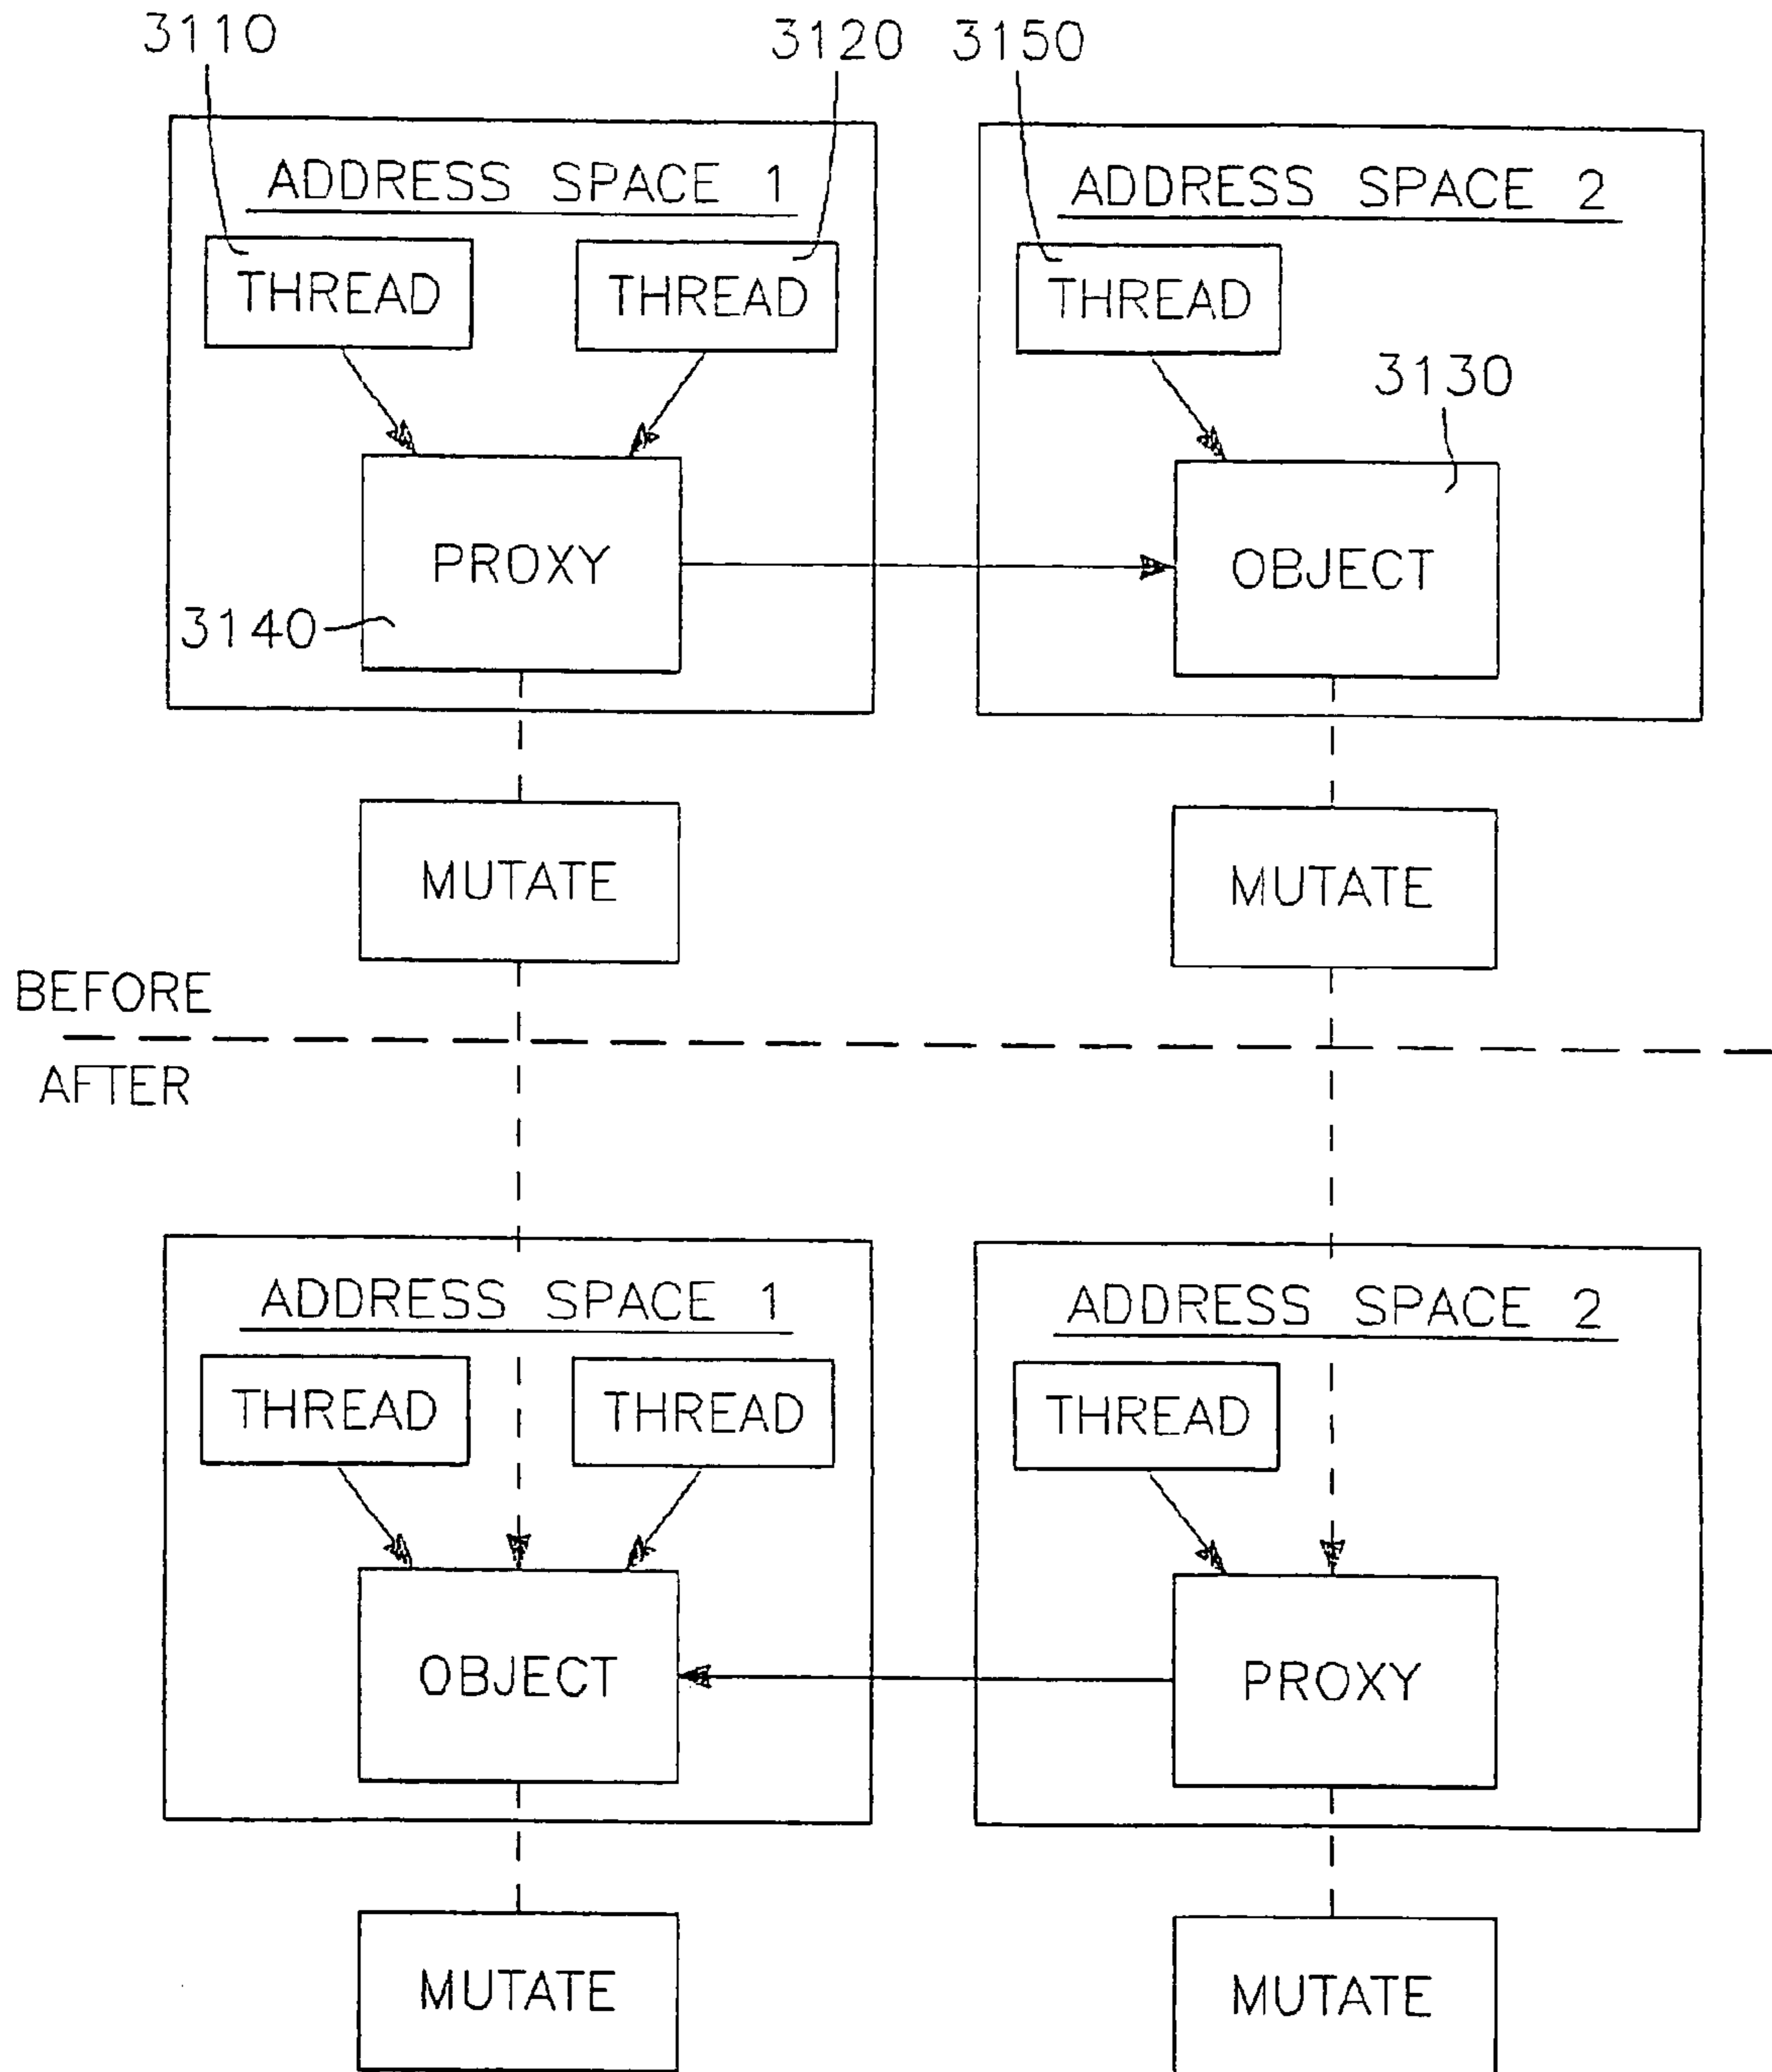 3110
3120
3150
ADDRESS SPACE 1
ADDRESS SPACE 2
THREAD
THREAD
THREAD
3130
PROXY
OBJECT
3140
MUTATE
MUTATE
BEFORE
AFTER
ADDRESS SPACE 1
ADDRESS SPACE 2
THREAD
THREAD
THREAD
OBJECT
PROXY
MUTATE
MUTATE